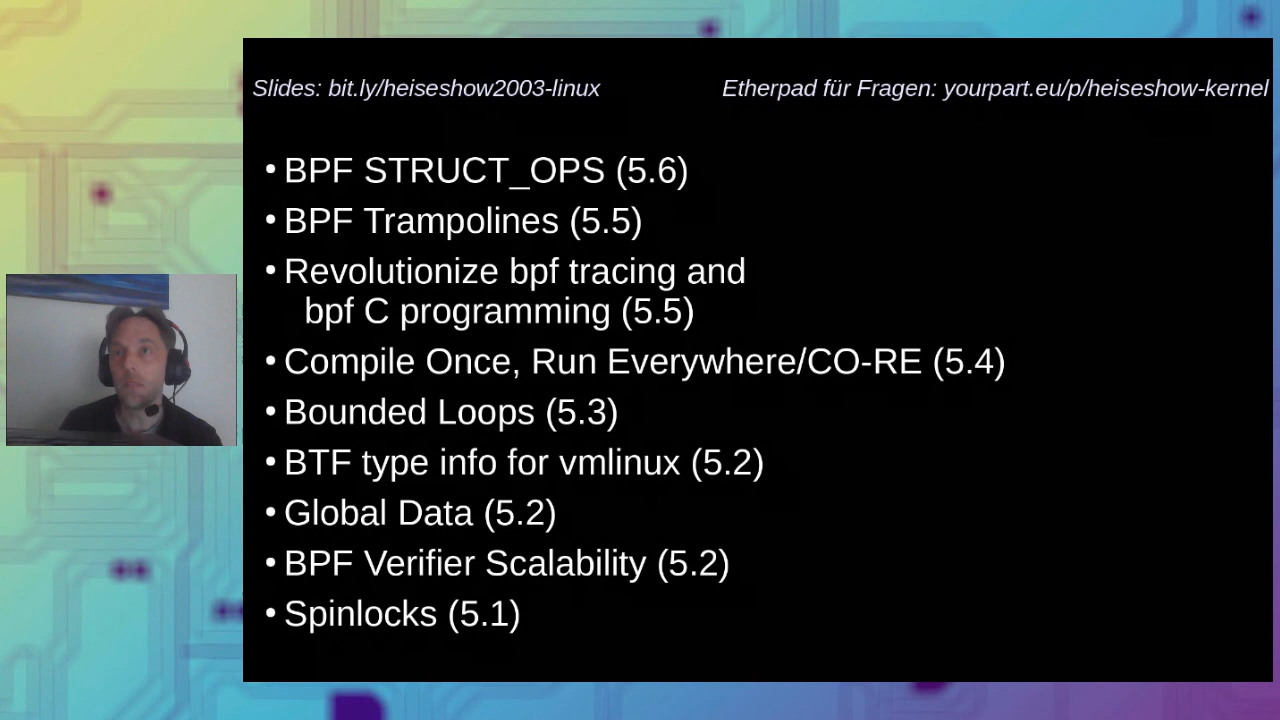 Slides: bit.ly/heiseshow2003-linux
Etherpad für Fragen: yourpart.eu/p/heiseshow-kernel
• BPF STRUCT_OPS (5.6)
• BPF Trampolines (5.5)
• Revolutionize bpf tracing and
bpf C programming (5.5)
• Compile Once, Run Everywhere/CO-RE (5.4)
• Bounded Loops (5.3)
• BTF type info for vmlinux (5.2)
• Global Data (5.2)
• BPF Verifier Scalability (5.2)
• Spinlocks (5.1)